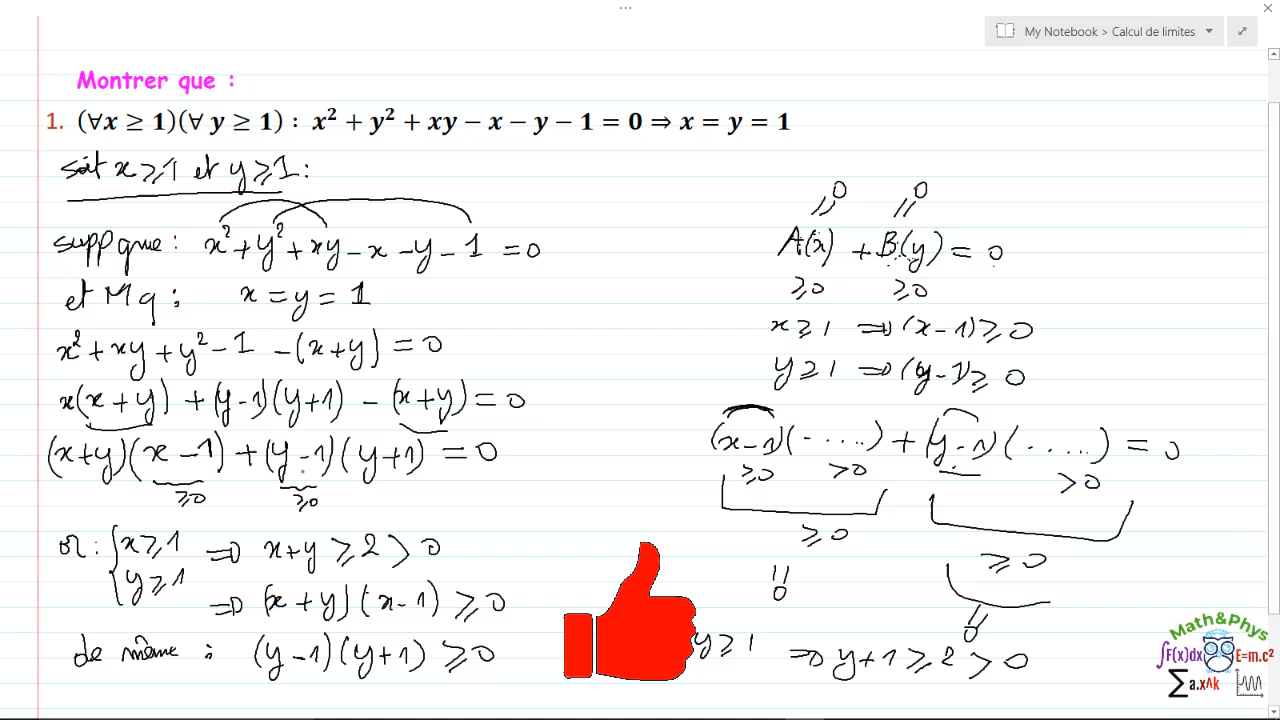 ...
My Notebook > Calcul de limites
Montrer que :
1. (∀x ≥ 1)(∀ y ≥ 1) : x² + y² + xy − x − y − 1 = 0 ⇒ x = y = 1
soit x ≥ 1 et y ≥ 1 :
suppque : x² + y² + xy − x − y − 1 = 0
et Mq : x = y = 1
x² + xy + y² − 1 − (x + y) = 0
x(x + y) + (y − 1)(y + 1) − (x + y) = 0
(x + y)(x − 1) + (y − 1)(y + 1) = 0
≥0 ≥0
or : { x ≥ 1 ⇒ x + y ≥ 2 > 0
y ≥ 1
⇒ (x + y)(x − 1) ≥ 0
de même : (y − 1)(y + 1) ≥ 0
0 0
// //
A(x) + B(y) = 0
≥0 ≥0
x ≥ 1 ⇒ (x − 1) ≥ 0
y ≥ 1 ⇒ (y − 1) ≥ 0
(x − 1)(- .....) + (y − 1)(.....) = 0
≥0 >0 >0
≥0 ≥0
"
0
"
0
y ≥ 1 ⇒ y + 1 ≥ 2 > 0
Math&Phys
∫F(x)dx E=m.c²
∑ a.x^k